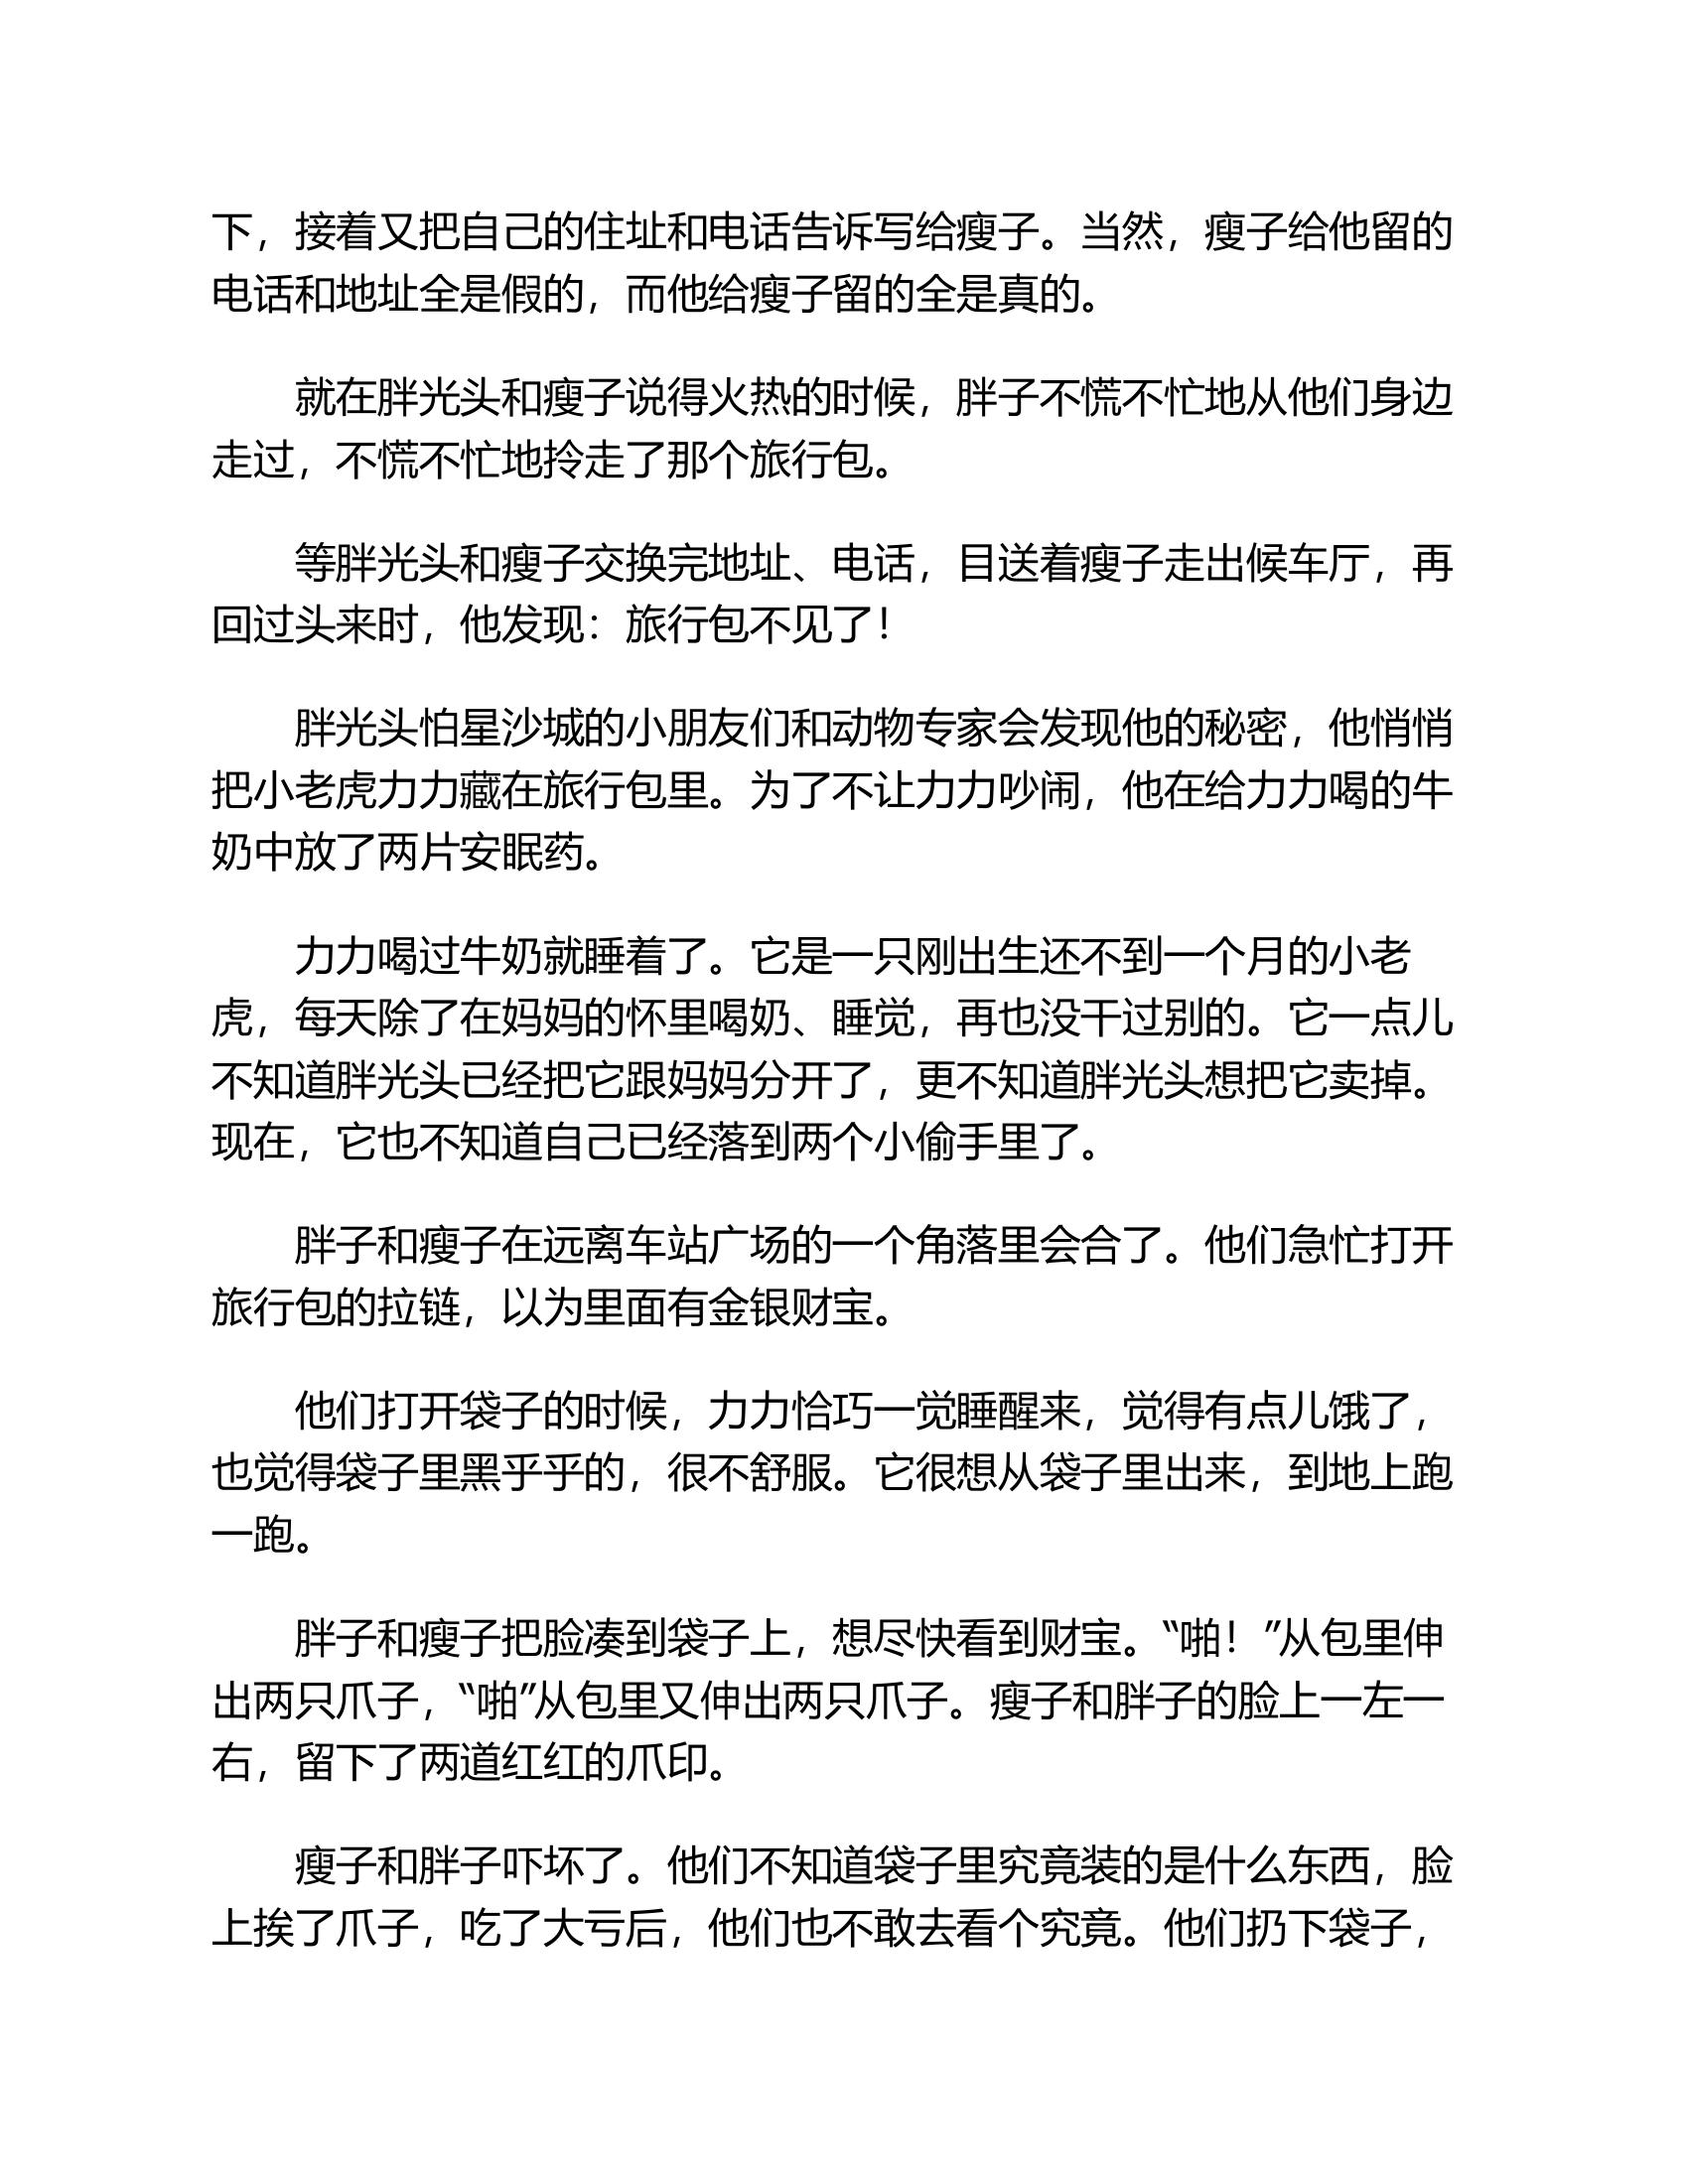 下，接着又把自己的住址和电话告诉写给瘦子。当然，瘦子给他留的
电话和地址全是假的，而他给瘦子留的全是真的。
就在胖光头和瘦子说得火热的时候，胖子不慌不忙地从他们身边
走过，不慌不忙地拎走了那个旅行包。
等胖光头和瘦子交换完地址、电话，目送着瘦子走出候车厅，再
回过头来时，他发现：旅行包不见了！
胖光头怕星沙城的小朋友们和动物专家会发现他的秘密，他悄悄
把小老虎力力藏在旅行包里。为了不让力力吵闹，他在给力力喝的牛
奶中放了两片安眠药。
力力喝过牛奶就睡着了。它是一只刚出生还不到一个月的小老
虎，每天除了在妈妈的怀里喝奶、睡觉，再也没干过别的。它一点儿
不知道胖光头已经把它跟妈妈分开了，更不知道胖光头想把它卖掉。
现在，它也不知道自己已经落到两个小偷手里了。
胖子和瘦子在远离车站广场的一个角落里会合了。他们急忙打开
旅行包的拉链，以为里面有金银财宝。
他们打开袋子的时候，力力恰巧一觉睡醒来，觉得有点儿饿了，
也觉得袋子里黑乎乎的，很不舒服。它很想从袋子里出来，到地上跑
一跑。
胖子和瘦子把脸凑到袋子上，想尽快看到财宝。“啪！”从包里伸
出两只爪子，“啪”从包里又伸出两只爪子。瘦子和胖子的脸上一左一
右，留下了两道红红的爪印。
瘦子和胖子吓坏了。他们不知道袋子里究竟装的是什么东西，脸
上挨了爪子，吃了大亏后，他们也不敢去看个究竟。他们扔下袋子，